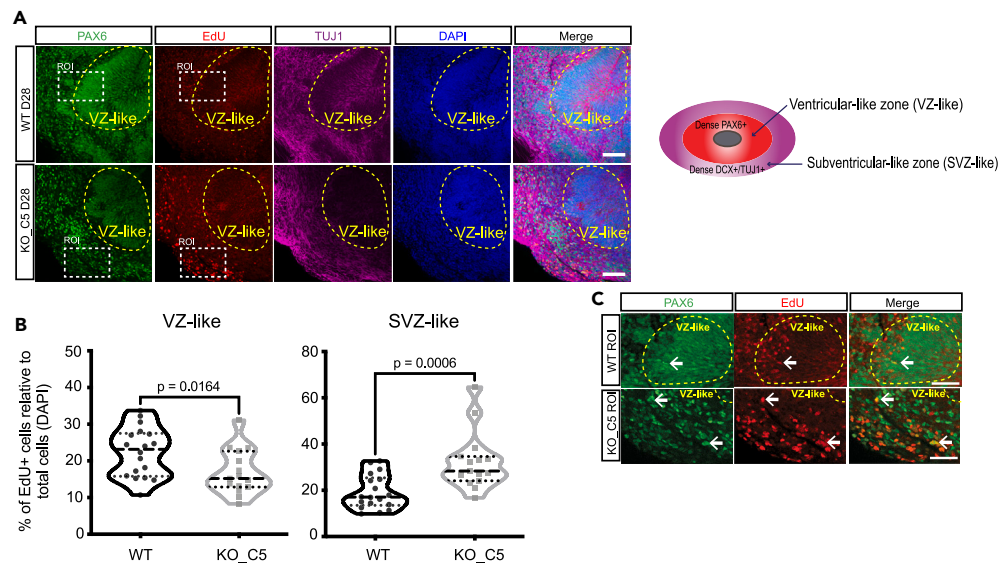 A
PAX6
EdU
TUJ1
DAPI
Merge
WT D28
ROI
VZ-like
ROI
VZ-like
VZ-like
VZ-like
KO_C5 D28
ROI
VZ-like
ROI
VZ-like
VZ-like
VZ-like
Dense PAX6+
Dense DCX+/TUJ1+
Ventricular-like zone (VZ-like)
Subventricular-like zone (SVZ-like)
B
% of EdU+ cells relative to
total cells (DAPI)
VZ-like
50
40
30
20
10
0
p = 0.0164
WT
KO_C5
SVZ-like
80
60
40
20
0
p = 0.0006
WT
KO_C5
C
PAX6
EdU
Merge
WT ROI
VZ-like
VZ-like
VZ-like
KO_C5 ROI
VZ-like
VZ-like
VZ-like